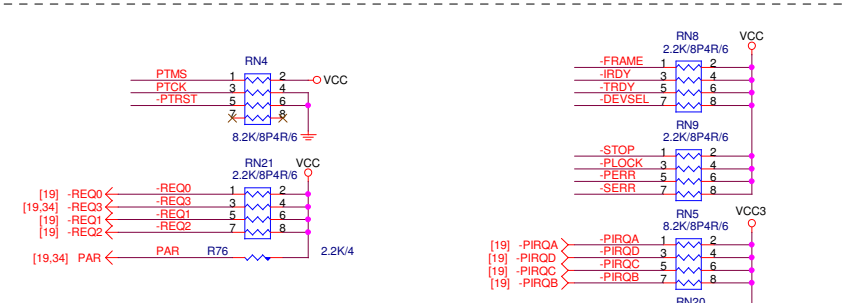 RN4
PTMS 1 2 VCC
PTCK 3 4
-PTRST 5 6
7 8
8.2K/8P4R/6
RN21 VCC
2.2K/8P4R/6
[19] -REQ0 -REQ0 1 2
[19,34] -REQ3 -REQ3 3 4
[19] -REQ1 -REQ1 5 6
[19] -REQ2 -REQ2 7 8
[19,34] PAR PAR R76 2.2K/4
RN8 VCC
2.2K/8P4R/6
-FRAME 1 2
-IRDY 3 4
-TRDY 5 6
-DEVSEL 7 8
RN9
2.2K/8P4R/6
-STOP 1 2
-PLOCK 3 4
-PERR 5 6
-SERR 7 8
RN5 VCC3
8.2K/8P4R/6
[19] -PIRQA -PIRQA 1 2
[19] -PIRQD -PIRQD 3 4
[19] -PIRQC -PIRQC 5 6
[19] -PIRQB -PIRQB 7 8
RN20